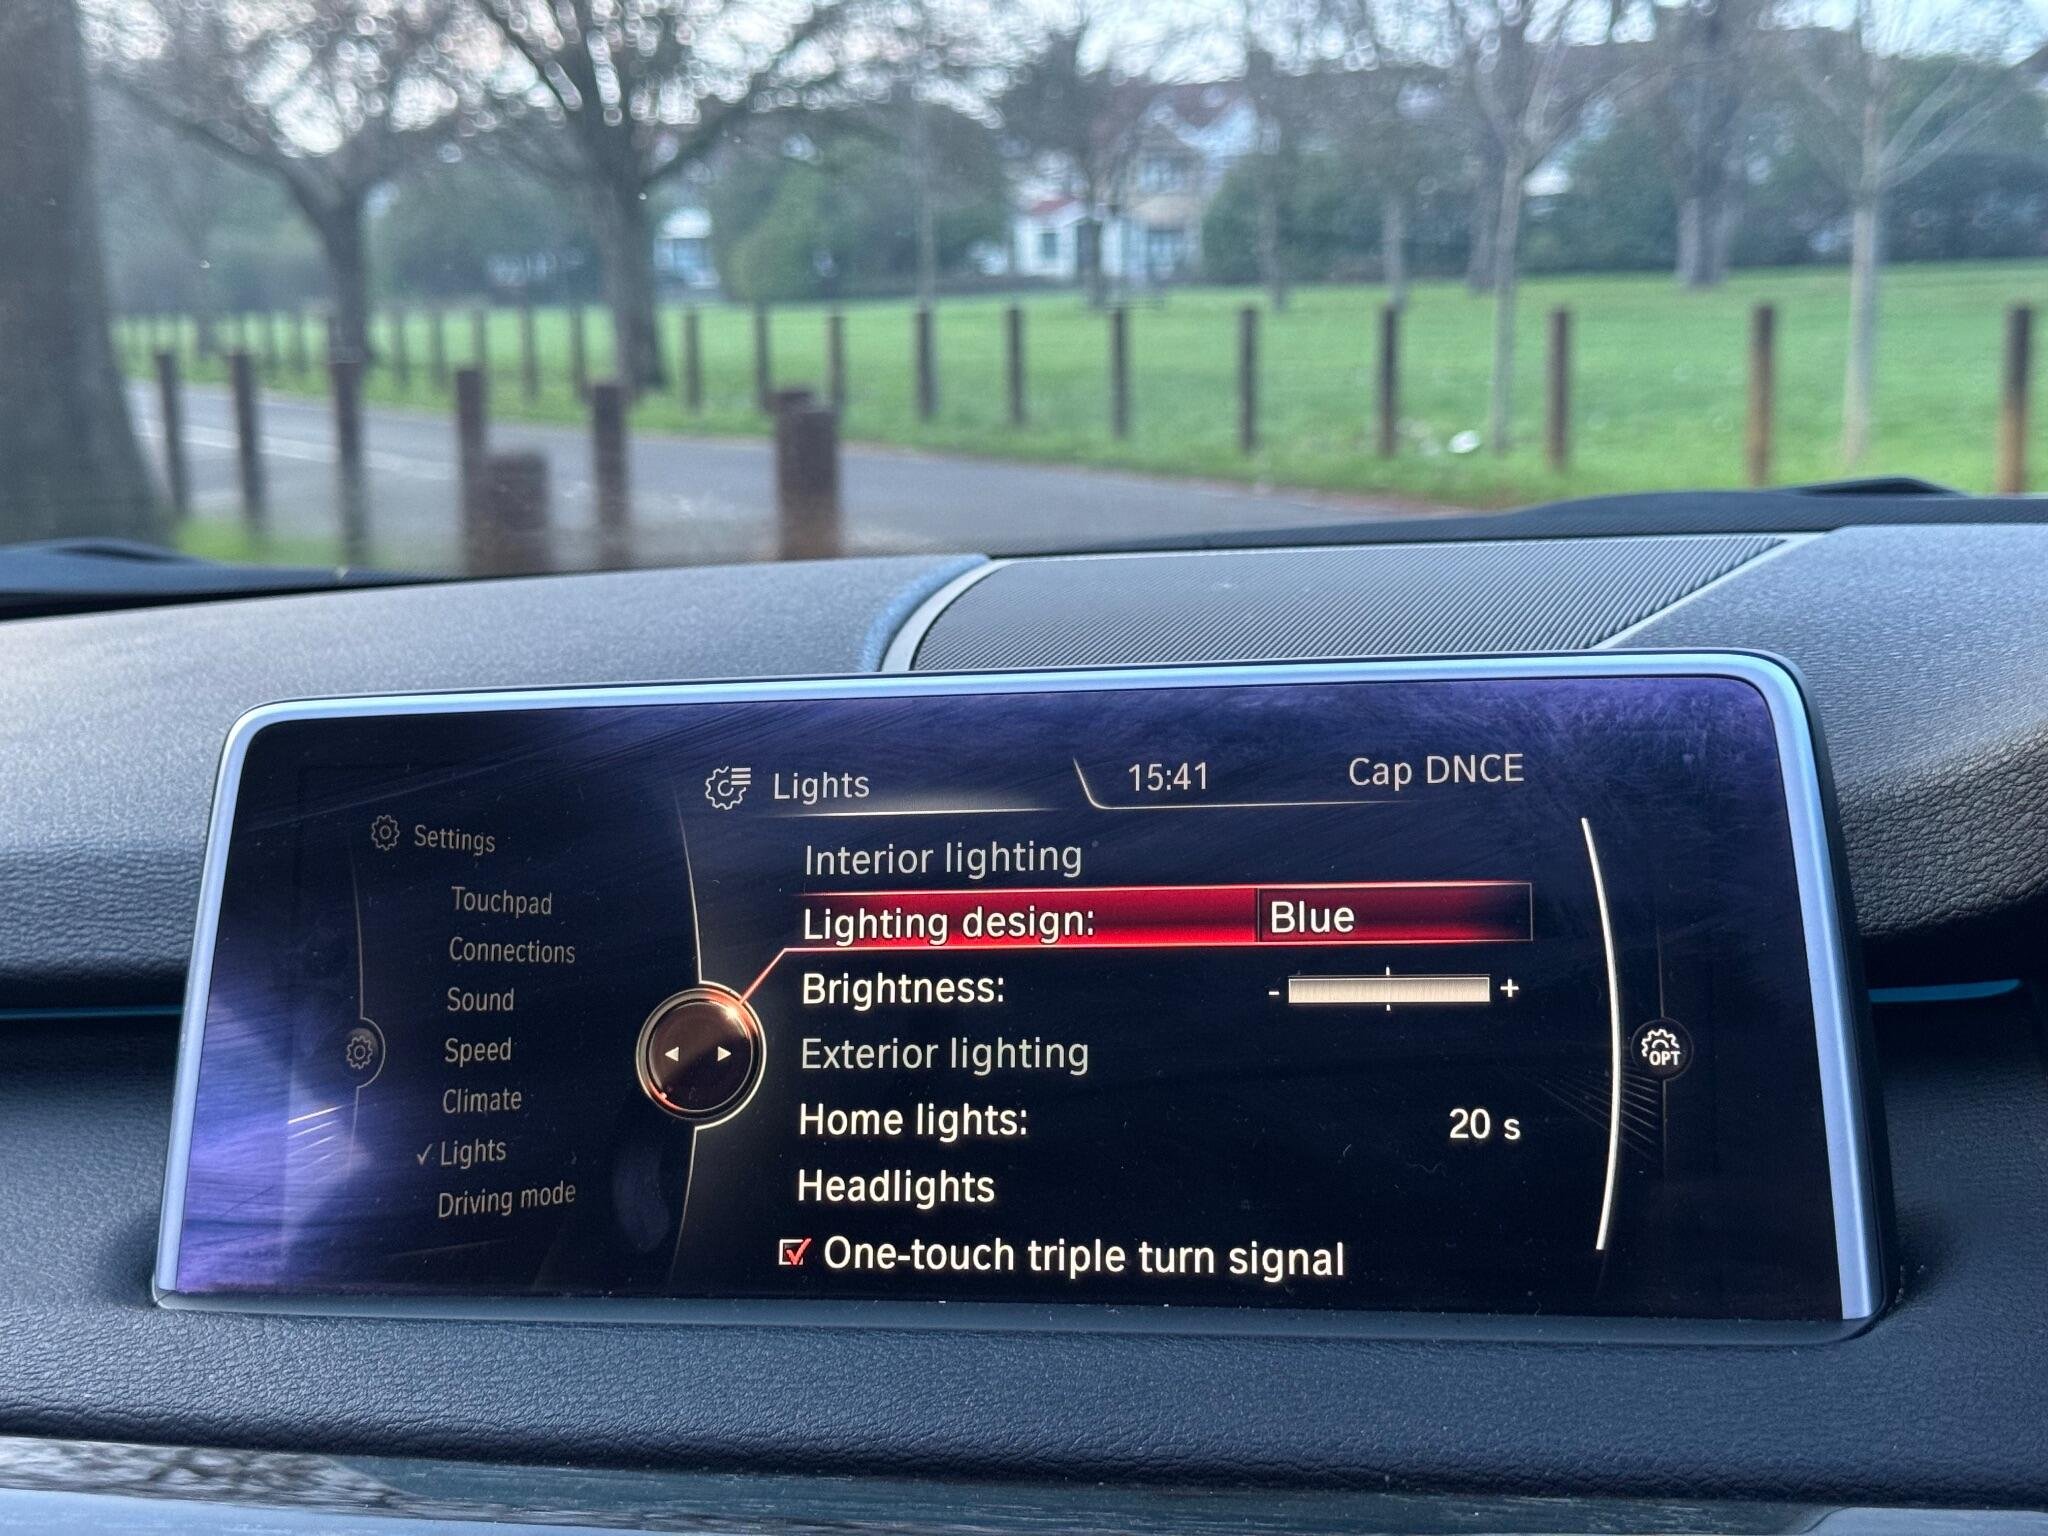 Lights
15:41
Cap DNCE
Settings
Touchpad
Connections
Sound
Speed
Climate
✓ Lights
Driving mode
Interior lighting
Lighting design: Blue
Brightness: - +
Exterior lighting
Home lights: 20 s
Headlights
One-touch triple turn signal
OPT